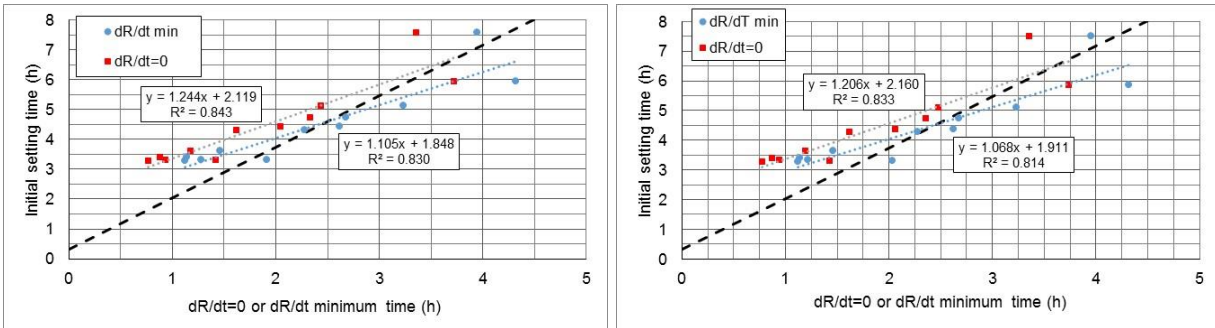 8
7
6
5
4
3
2
1
0
Initial setting time (h)
dR/dt min
dR/dt=0
y = 1.244x + 2.119
R² = 0.843
y = 1.105x + 1.848
R² = 0.830
0 1 2 3 4 5
dR/dt=0 or dR/dt minimum time (h)
8
7
6
5
4
3
2
1
0
Initial setting time (h)
dR/dT min
dR/dt=0
y = 1.206x + 2.160
R² = 0.833
y = 1.068x + 1.911
R² = 0.814
0 1 2 3 4 5
dR/dt=0 or dR/dt minimum time (h)